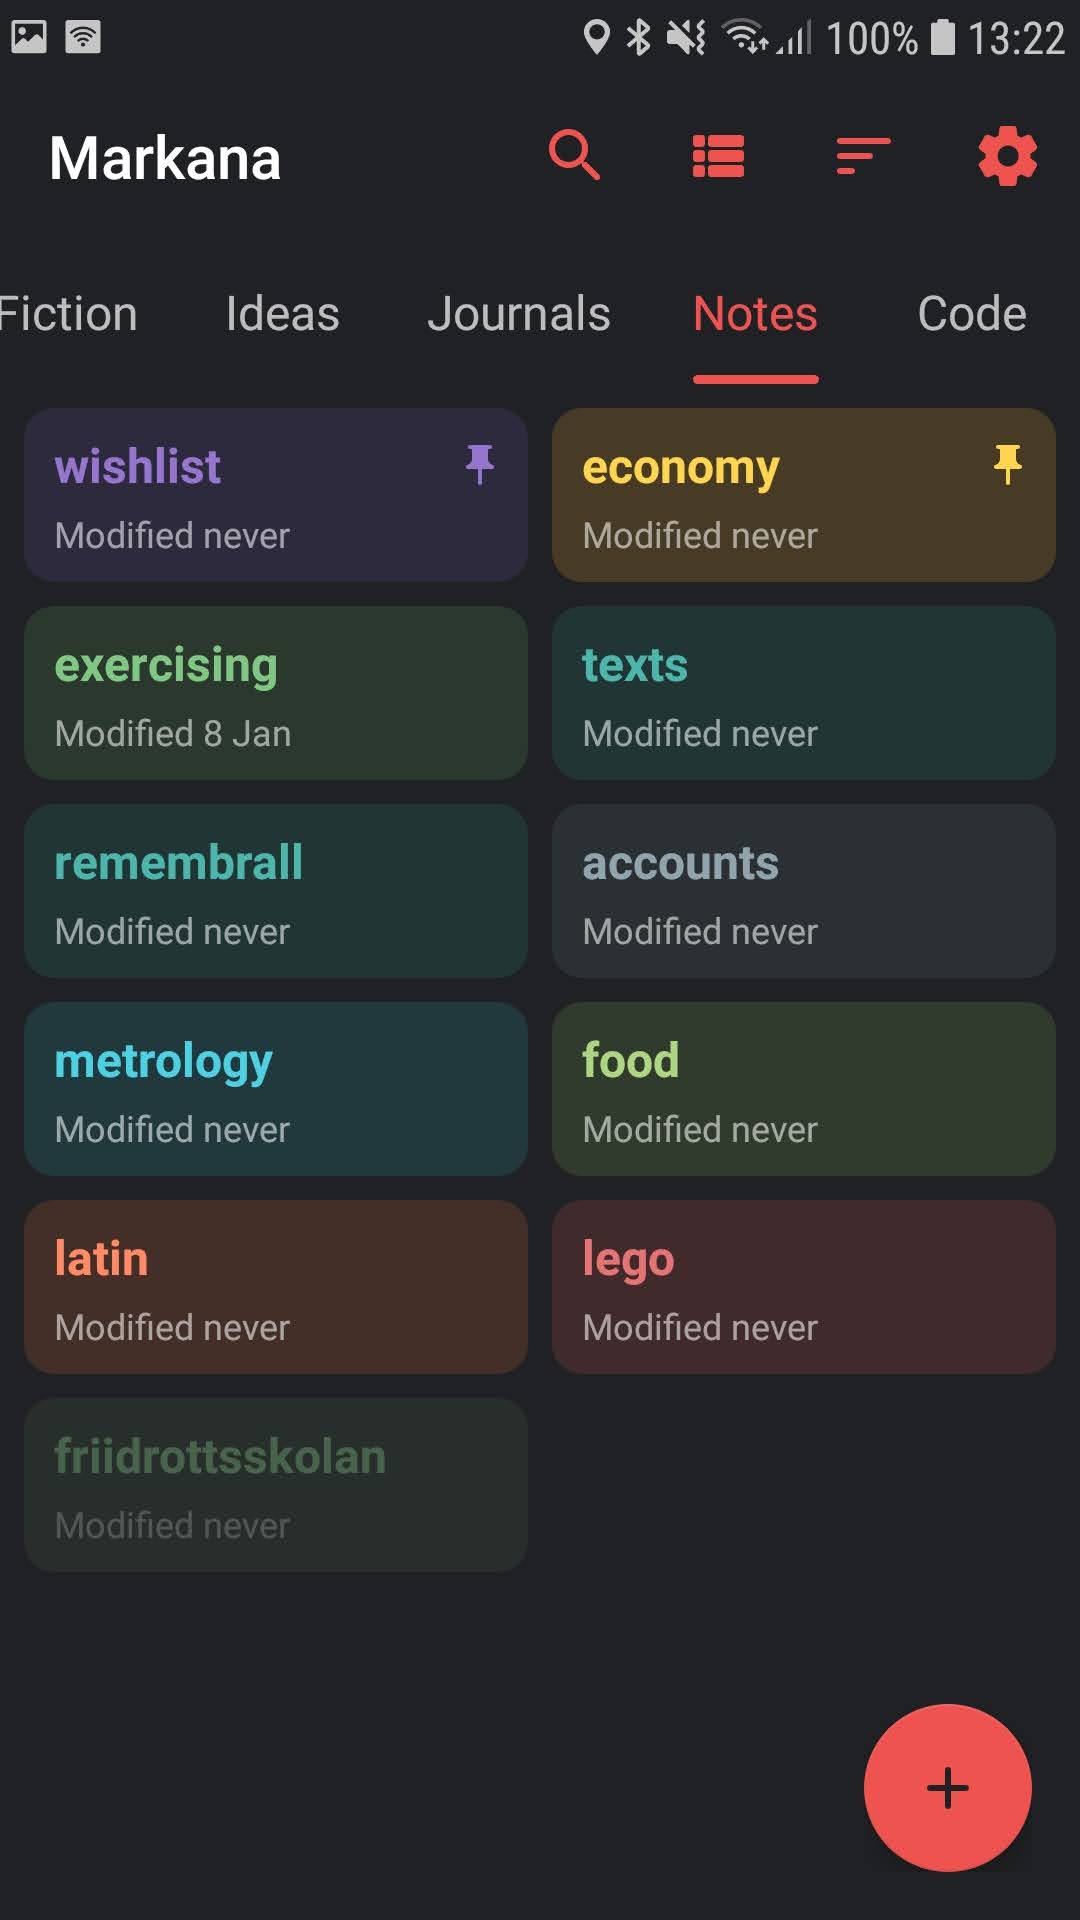 100% 13:22
Markana
Fiction Ideas Journals Notes Code
wishlist
Modified never
economy
Modified never
exercising
Modified 8 Jan
texts
Modified never
remembrall
Modified never
accounts
Modified never
metrology
Modified never
food
Modified never
latin
Modified never
lego
Modified never
friidrottsskolan
Modified never